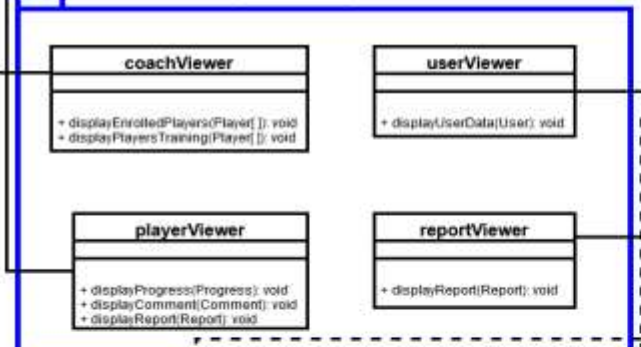 coachViewer
+ displayEnrolledPlayers(Player[ ]): void
+ displayPlayersTraining(Player[ ]): void
userViewer
+ displayUserData(User): void
playerViewer
+ displayProgress(Progress): void
+ displayComment(Comment): void
+ displayReport(Report): void
reportViewer
+ displayReport(Report): void